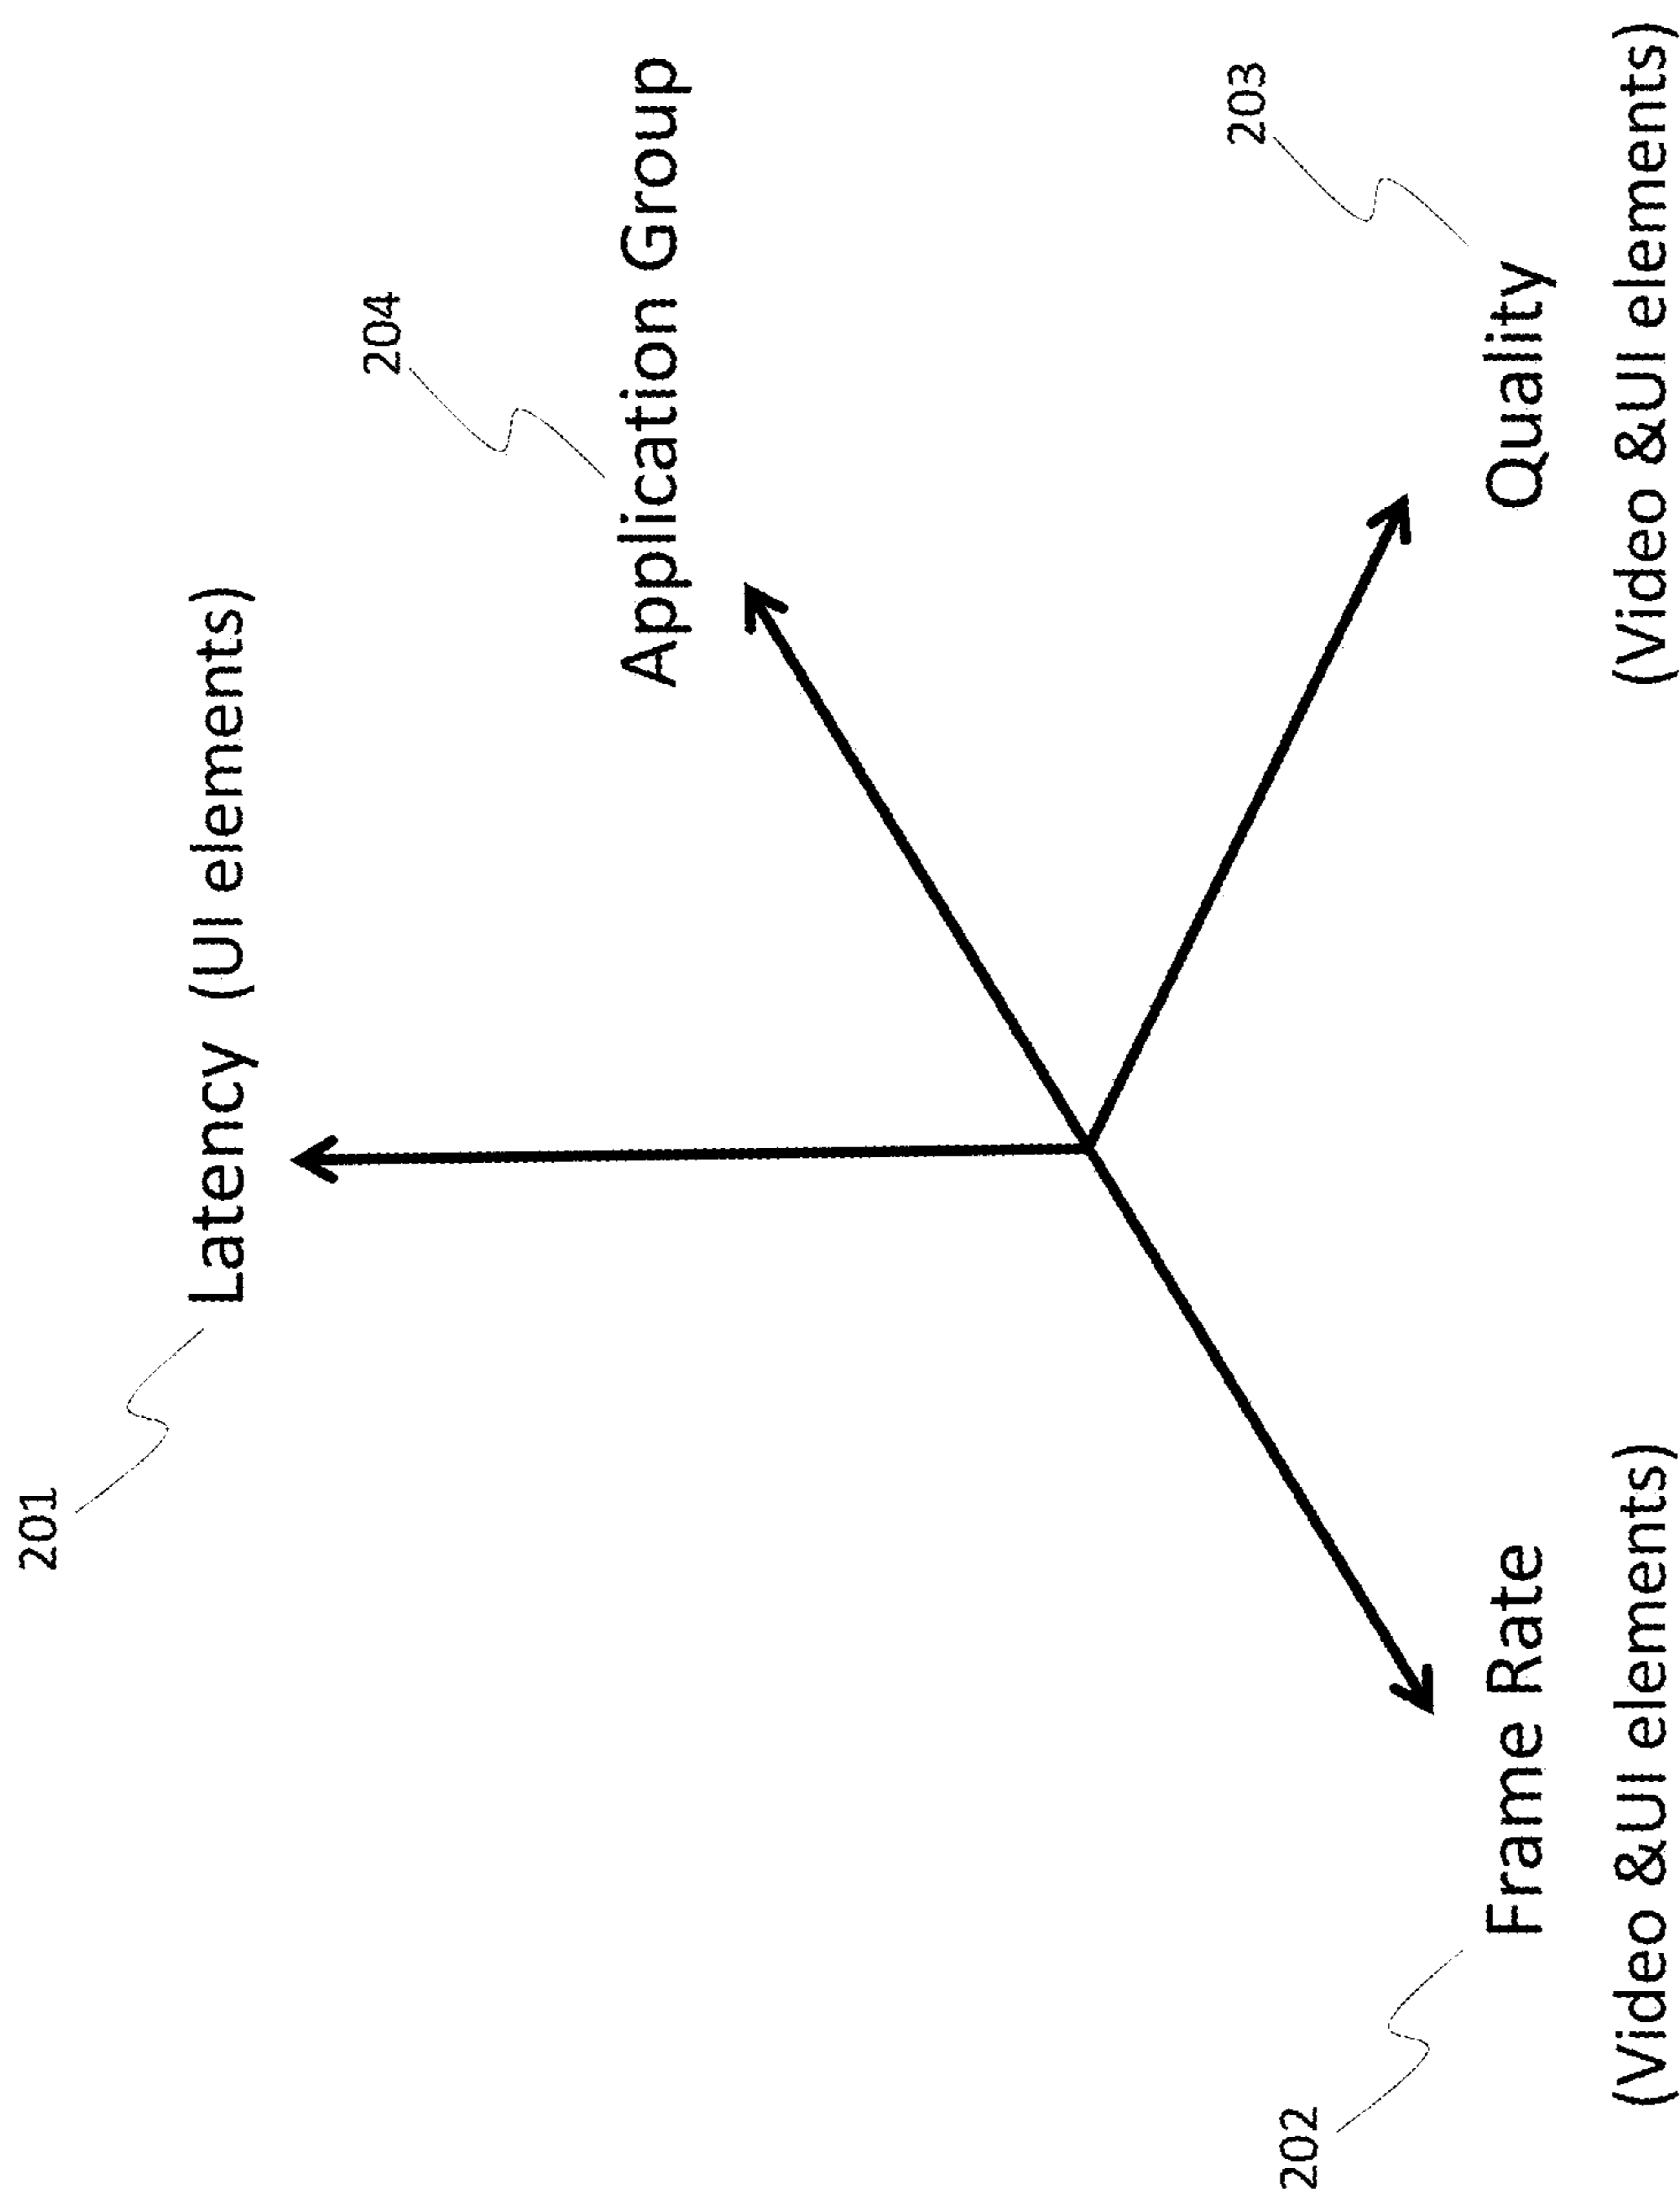 201
Latency (UI elements)
204
Application Group
202
Frame Rate
(Video &UI elements)
203
Quality
(Video &UI elements)